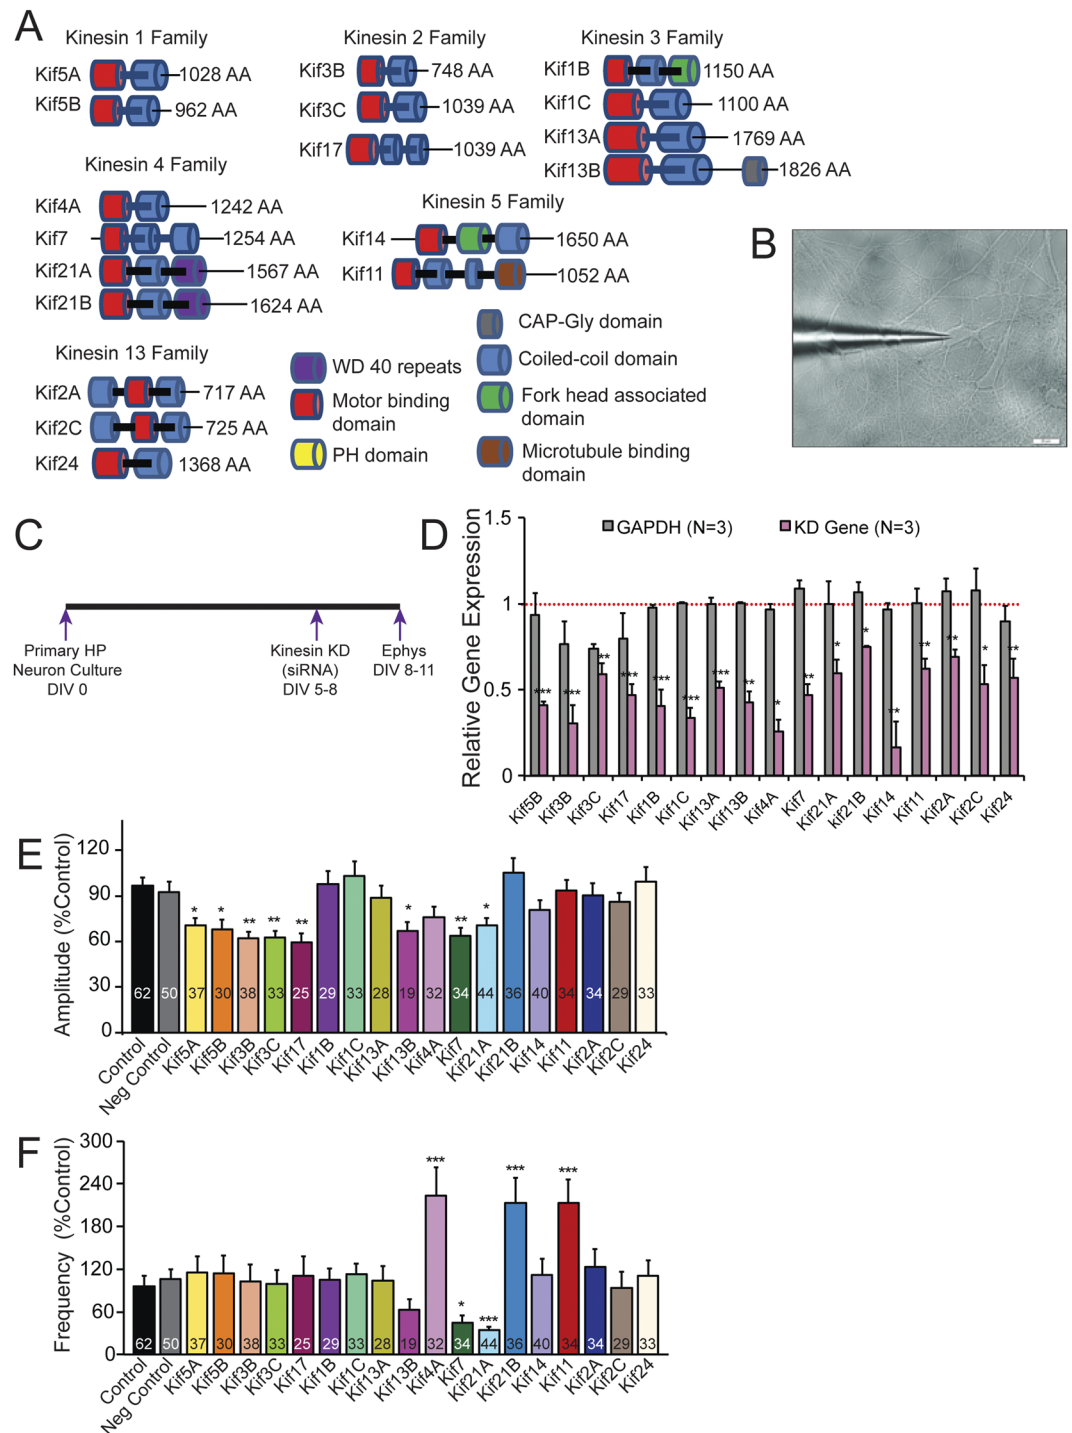 A
Kinesin 1 Family
Kif5A 1028 AA
Kif5B 962 AA
Kinesin 2 Family
Kif3B 748 AA
Kif3C 1039 AA
Kif17 1039 AA
Kinesin 3 Family
Kif1B 1150 AA
Kif1C 1100 AA
Kif13A 1769 AA
Kif13B 1826 AA
Kinesin 4 Family
Kif4A 1242 AA
Kif7 1254 AA
Kif21A 1567 AA
Kif21B 1624 AA
Kinesin 5 Family
Kif14 1650 AA
Kif11 1052 AA
Kinesin 13 Family
Kif2A 717 AA
Kif2C 725 AA
Kif24 1368 AA
WD 40 repeats
Motor binding
domain
PH domain
CAP-Gly domain
Coiled-coil domain
Fork head associated
domain
Microtubule binding
domain
B
C
Primary HP
Neuron Culture
DIV 0
Kinesin KD
(siRNA)
DIV 5-8
Ephys
DIV 8-11
D
Relative Gene Expression
1.5
1
0.5
0
GAPDH (N=3) KD Gene (N=3)
*** *** ** *** *** *** *** ** * ** * * ** ** ** * **
Kif5B Kif3B Kif3C Kif17 Kif1B Kif1C Kif13A Kif13B Kif4A Kif7 Kif21A Kif21B Kif14 Kif11 Kif2A Kif2C Kif24
E
Amplitude (%Control)
120
90
60
30
0
* * ** ** ** * ** *
62 50 37 30 38 33 25 29 33 28 19 32 34 44 36 40 34 34 29 33
Control Neg Control Kif5A Kif5B Kif3B Kif3C Kif17 Kif1B Kif1C Kif13A Kif13B Kif4A Kif7 Kif21A Kif21B Kif14 Kif11 Kif2A Kif2C Kif24
F
Frequency (%Control)
300
240
180
120
60
0
*** * *** *** ***
62 50 37 30 38 33 25 29 33 28 19 32 34 44 36 40 34 34 29 33
Control Neg Control Kif5A Kif5B Kif3B Kif3C Kif17 Kif1B Kif1C Kif13A Kif13B Kif4A Kif7 Kif21A Kif21B Kif14 Kif11 Kif2A Kif2C Kif24